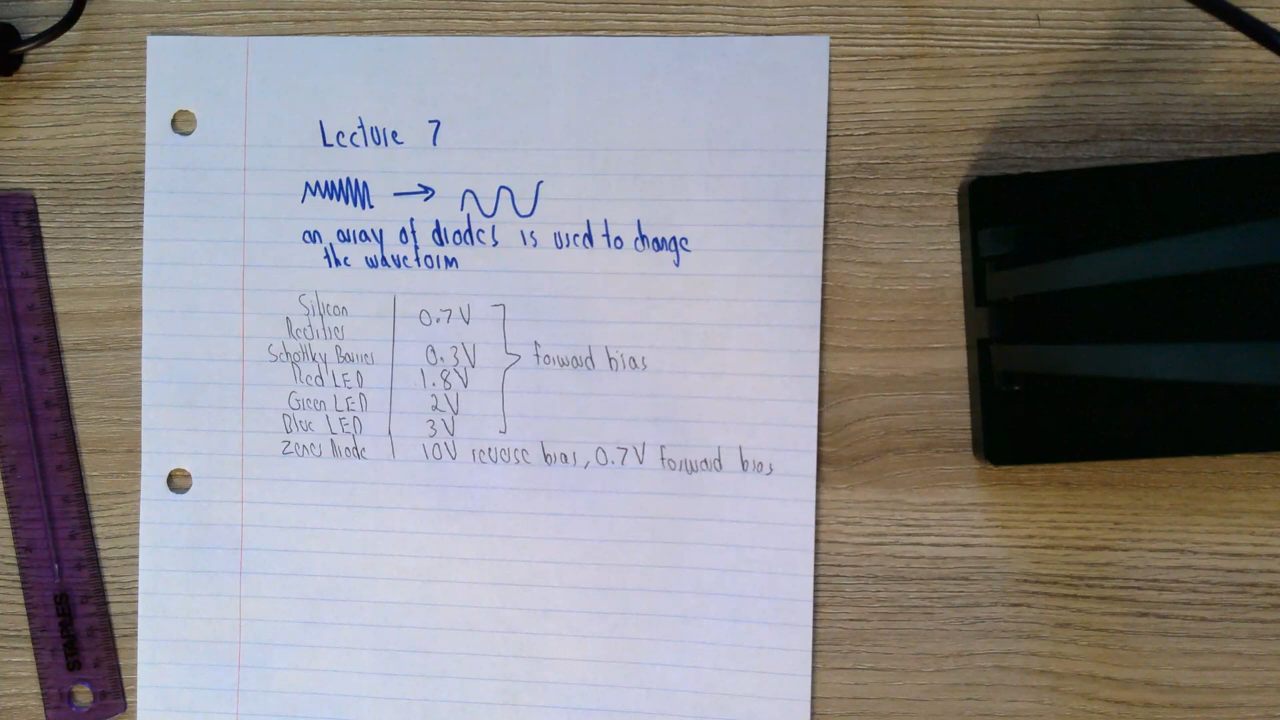 Lecture 7
an array of diodes is used to change
the waveform
Silicon
Rectifier 0.7V
Schottky Barrier 0.3V
Red LED 1.8V
Green LED 2V
Blue LED 3V
forward bias
Zener Diode 10V reverse bias, 0.7V forward bias
STAPLES